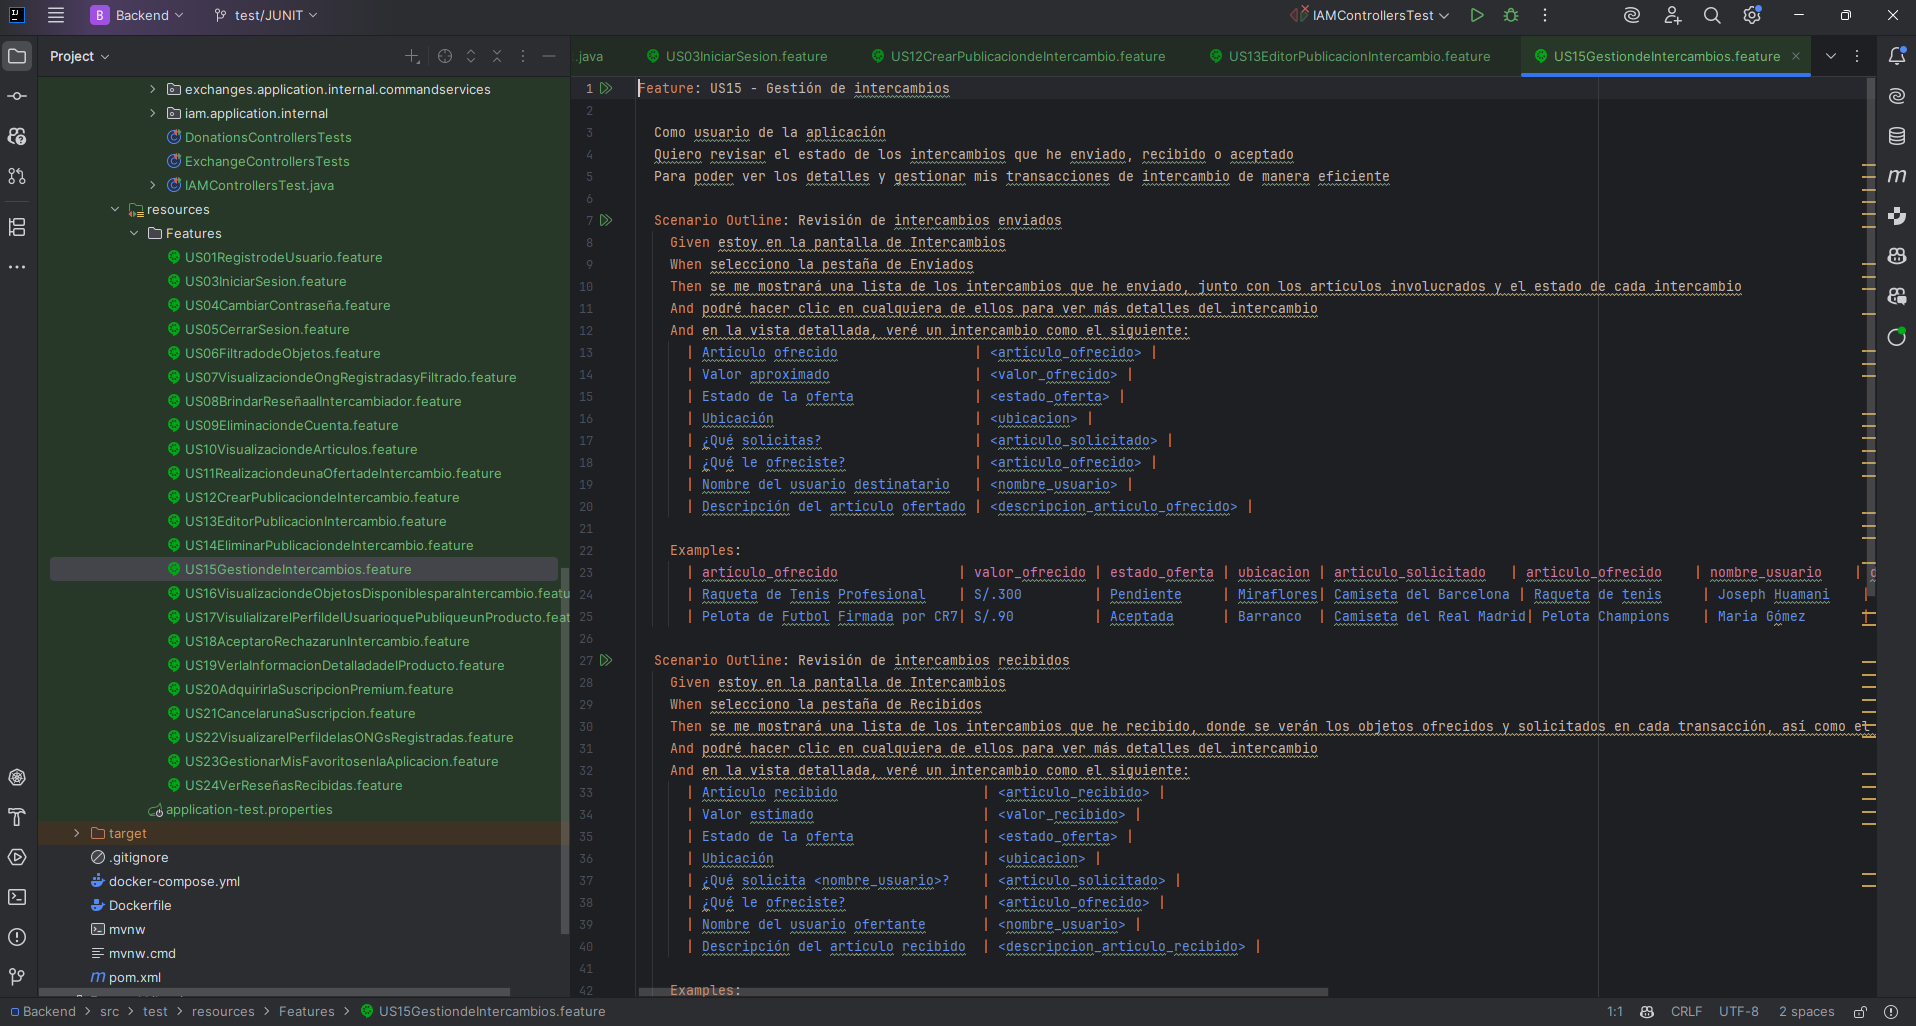 B Backend test/JUNIT IAMControllersTest
Project
.java US03IniciarSesion.feature US12CrearPublicaciondeIntercambio.feature US13EditorPublicacionIntercambio.feature US15GestiondeIntercambios.feature
exchanges.application.internal.commandservices
iam.application.internal
DonationsControllersTests
ExchangeControllersTests
IAMControllersTest.java
resources
Features
US01RegistrodeUsuario.feature
US03IniciarSesion.feature
US04CambiarContraseña.feature
US05CerrarSesion.feature
US06FiltradodeObjetos.feature
US07VisualizaciondeOngRegistradasyFiltrado.feature
US08BrindarReseñaalIntercambiador.feature
US09EliminaciondeCuenta.feature
US10VisualizaciondeArticulos.feature
US11RealizaciondeunaOfertadeIntercambio.feature
US12CrearPublicaciondeIntercambio.feature
US13EditorPublicacionIntercambio.feature
US14EliminarPublicaciondeIntercambio.feature
US15GestiondeIntercambios.feature
US16VisualizaciondeObjetosDisponiblesparaIntercambio.featu
US17VisulializarelPerfildelUsuarioquePubliqueunProducto.feat
US18AceptaroRechazarunIntercambio.feature
US19VerlaInformacionDetalladadelProducto.feature
US20AdquirirlaSuscripcionPremium.feature
US21CancelarunaSuscripcion.feature
US22VisualizarelPerfildelasONGsRegistradas.feature
US23GestionarMisFavoritosenlaAplicacion.feature
US24VerReseñasRecibidas.feature
application-test.properties
target
.gitignore
docker-compose.yml
Dockerfile
mvnw
mvnw.cmd
pom.xml
1 Feature: US15 - Gestión de intercambios
2
3 Como usuario de la aplicación
4 Quiero revisar el estado de los intercambios que he enviado, recibido o aceptado
5 Para poder ver los detalles y gestionar mis transacciones de intercambio de manera eficiente
6
7 Scenario Outline: Revisión de intercambios enviados
8 Given estoy en la pantalla de Intercambios
9 When selecciono la pestaña de Enviados
10 Then se me mostrará una lista de los intercambios que he enviado, junto con los artículos involucrados y el estado de cada intercambio
11 And podré hacer clic en cualquiera de ellos para ver más detalles del intercambio
12 And en la vista detallada, veré un intercambio como el siguiente:
13 | Artículo ofrecido | <articulo_ofrecido> |
14 | Valor aproximado | <valor_ofrecido> |
15 | Estado de la oferta | <estado_oferta> |
16 | Ubicación | <ubicacion> |
17 | ¿Qué solicitas? | <articulo_solicitado> |
18 | ¿Qué le ofreciste? | <articulo_ofrecido> |
19 | Nombre del usuario destinatario | <nombre_usuario> |
20 | Descripción del artículo ofertado | <descripcion_articulo_ofrecido> |
21
22 Examples:
23 | artículo_ofrecido | valor_ofrecido | estado_oferta | ubicacion | articulo_solicitado | articulo_ofrecido | nombre_usuario | d
24 | Raqueta de Tenis Profesional | S/.300 | Pendiente | Miraflores| Camiseta del Barcelona | Raqueta de tenis | Joseph Huamani |
25 | Pelota de Futbol Firmada por CR7| S/.90 | Aceptada | Barranco | Camiseta del Real Madrid| Pelota Champions | Maria Gómez |
26
27 Scenario Outline: Revisión de intercambios recibidos
28 Given estoy en la pantalla de Intercambios
29 When selecciono la pestaña de Recibidos
30 Then se me mostrará una lista de los intercambios que he recibido, donde se verán los objetos ofrecidos y solicitados en cada transacción, así como el
31 And podré hacer clic en cualquiera de ellos para ver más detalles del intercambio
32 And en la vista detallada, veré un intercambio como el siguiente:
33 | Artículo recibido | <articulo_recibido> |
34 | Valor estimado | <valor_recibido> |
35 | Estado de la oferta | <estado_oferta> |
36 | Ubicación | <ubicacion> |
37 | ¿Qué solicita <nombre_usuario>? | <articulo_solicitado> |
38 | ¿Qué le ofreciste? | <articulo_ofrecido> |
39 | Nombre del usuario ofertante | <nombre_usuario> |
40 | Descripción del artículo recibido | <descripcion_articulo_recibido> |
41
42 Examples:
Backend > src > test > resources > Features > US15GestiondeIntercambios.feature 1:1 CRLF UTF-8 2 spaces